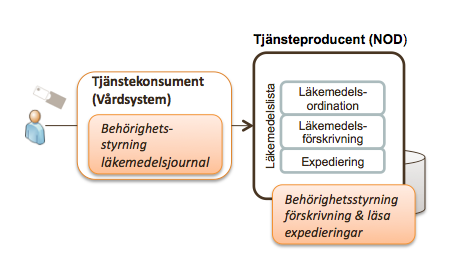 Tjänsteproducent (NOD)
Tjänstekonsument
(Vårdsystem)
Behörighets-
styrning
läkemedelsjournal
Läkemedelslista
Läkemedels-
ordination
Läkemedels-
förskrivning
Expediering
Behörighetsstyrning
förskrivning & läsa
expedieringar